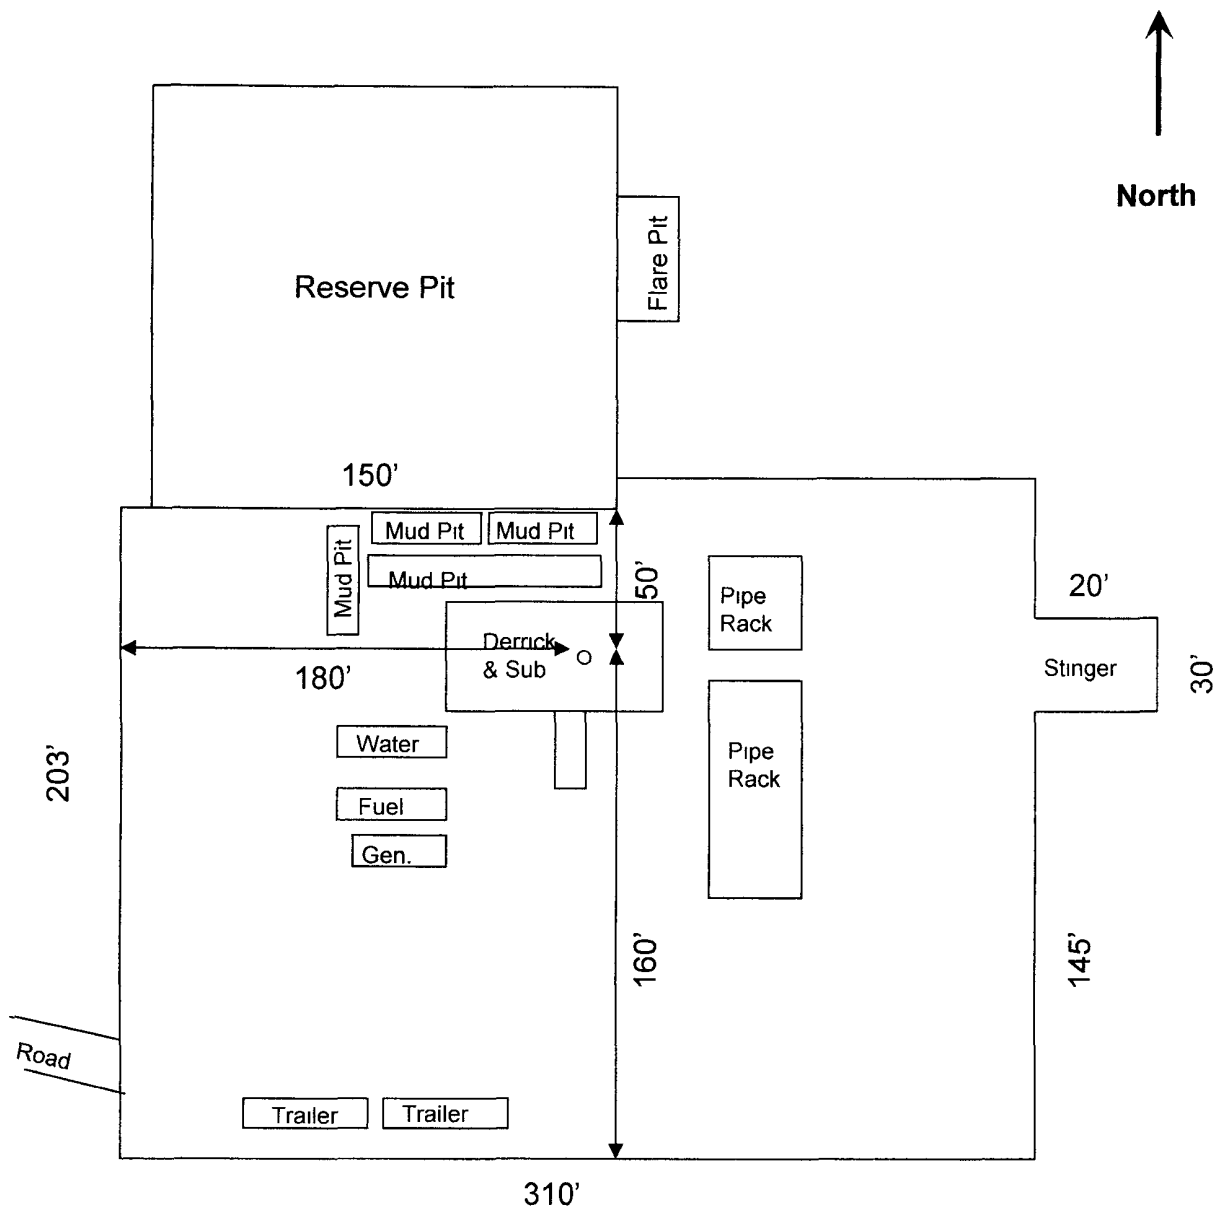 North
Flare Pit
Reserve Pit
150'
Mud Pit
Mud Pit
Mud Pit
Mud Pit
50'
Pipe
Rack
20'
Derrick
& Sub
180'
Stinger
30'
Water
203'
Pipe
Rack
Fuel
Gen.
160'
145'
Road
Trailer
Trailer
310'